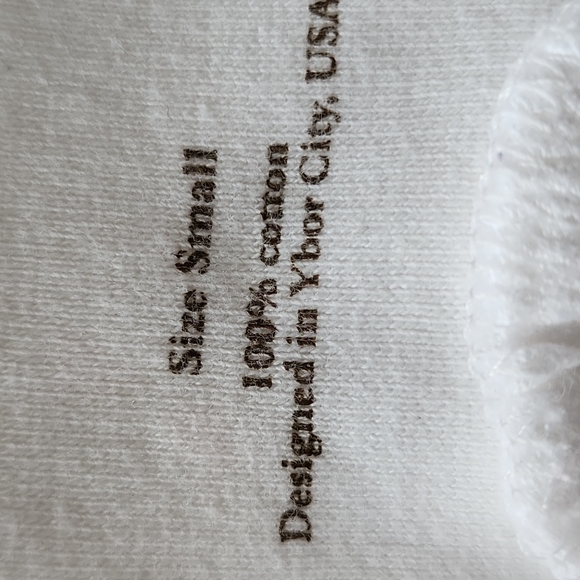 Size Small
100% cotton
Designed in Ybor City, USA